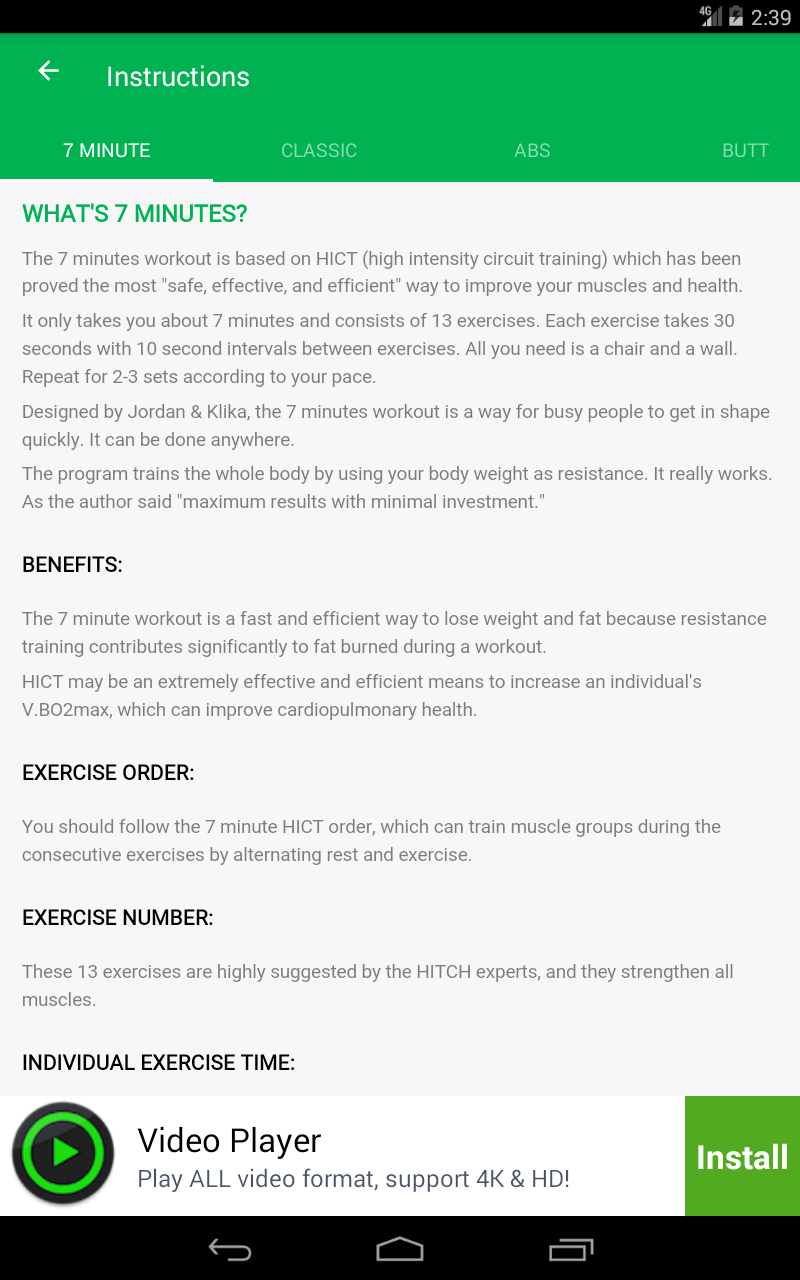 4G 2:39
Instructions
7 MINUTE CLASSIC ABS BUTT
WHAT'S 7 MINUTES?
The 7 minutes workout is based on HICT (high intensity circuit training) which has been
proved the most "safe, effective, and efficient" way to improve your muscles and health.
It only takes you about 7 minutes and consists of 13 exercises. Each exercise takes 30
seconds with 10 second intervals between exercises. All you need is a chair and a wall.
Repeat for 2-3 sets according to your pace.
Designed by Jordan & Klika, the 7 minutes workout is a way for busy people to get in shape
quickly. It can be done anywhere.
The program trains the whole body by using your body weight as resistance. It really works.
As the author said "maximum results with minimal investment."
BENEFITS:
The 7 minute workout is a fast and efficient way to lose weight and fat because resistance
training contributes significantly to fat burned during a workout.
HICT may be an extremely effective and efficient means to increase an individual's
V.BO2max, which can improve cardiopulmonary health.
EXERCISE ORDER:
You should follow the 7 minute HICT order, which can train muscle groups during the
consecutive exercises by alternating rest and exercise.
EXERCISE NUMBER:
These 13 exercises are highly suggested by the HITCH experts, and they strengthen all
muscles.
INDIVIDUAL EXERCISE TIME:
Video Player
Play ALL video format, support 4K & HD!
Install